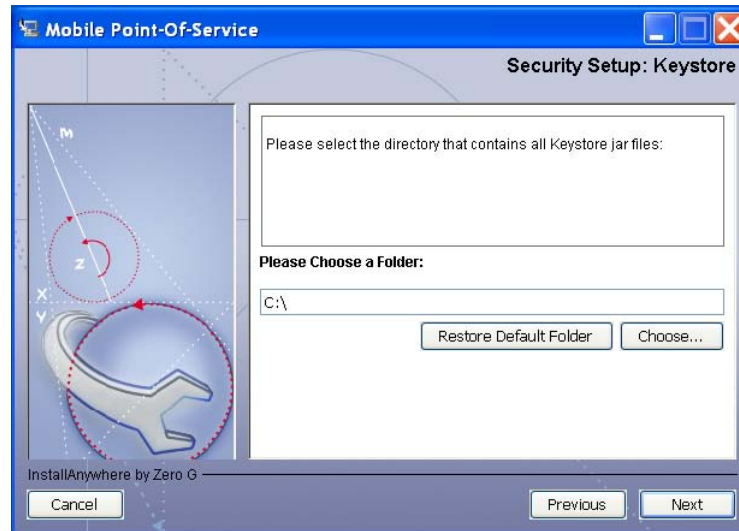 Mobile Point-Of-Service
Security Setup: Keystore
M
Z
X
Y
Please select the directory that contains all Keystore jar files:
Please Choose a Folder:
C:\
Restore Default Folder
Choose...
InstallAnywhere by Zero G
Cancel
Previous
Next